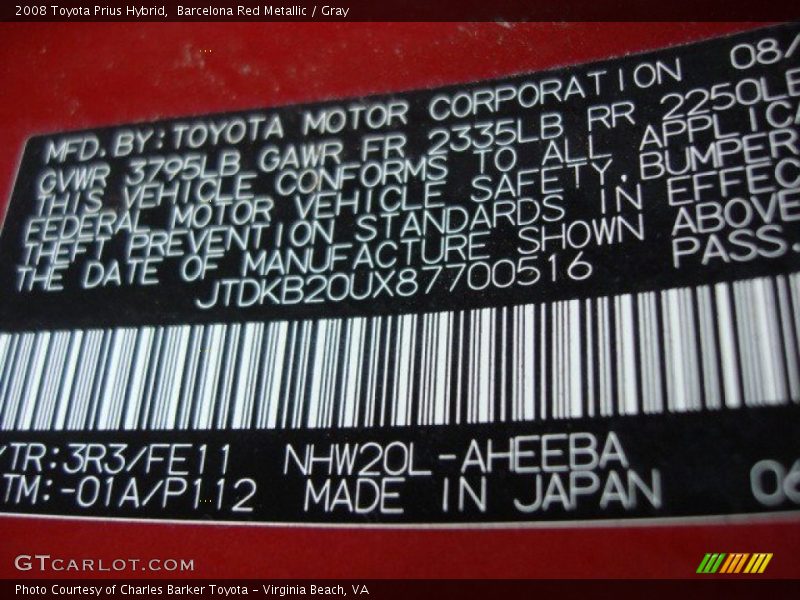 2008 Toyota Prius Hybrid,  Barcelona Red Metallic / Gray
MFD. BY: TOYOTA MOTOR CORPORATION 08/
GVWR 3795LB GAWR FR 2335LB RR 2250LB
THIS VEHICLE CONFORMS TO ALL APPLICA
FEDERAL MOTOR VEHICLE SAFETY, BUMPER
THEFT PREVENTION STANDARDS IN EFFEC
THE DATE OF MANUFACTURE SHOWN ABOVE
JTDKB20UX87700516 PASS.
/TR:3R3/FE11 NHW20L-AHEEBA
TM:-01A/P112 MADE IN JAPAN 06
GTCARLOT.COM
Photo Courtesy of Charles Barker Toyota - Virginia Beach, VA